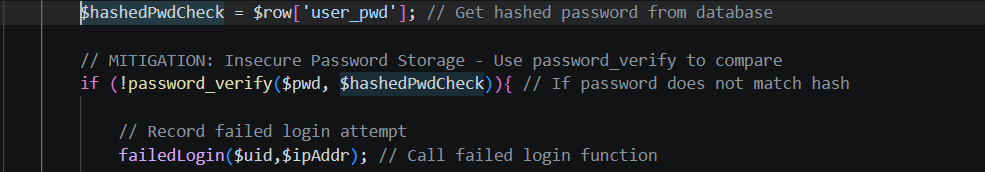 $hashedPwdCheck = $row['user_pwd']; // Get hashed password from database
// MITIGATION: Insecure Password Storage - Use password_verify to compare
if (!password_verify($pwd, $hashedPwdCheck)){ // If password does not match hash
// Record failed login attempt
failedLogin($uid,$ipAddr); // Call failed login function